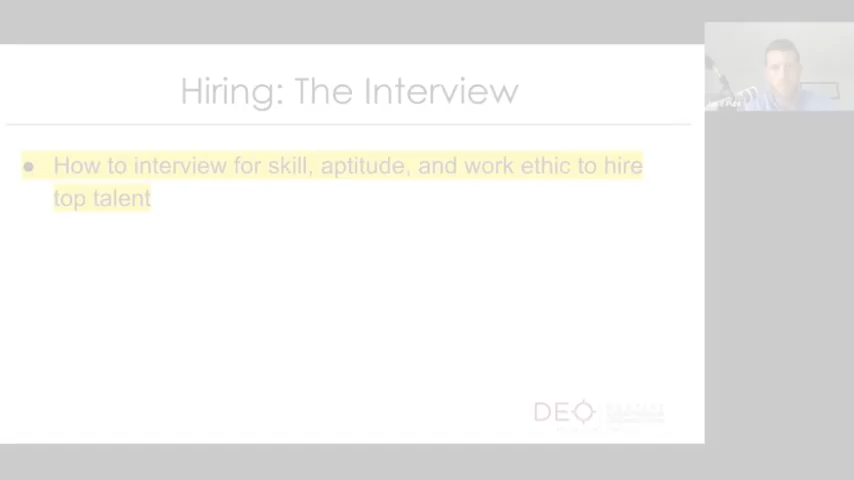 Hiring: The Interview
● How to interview for skill, aptitude, and work ethic to hire
top talent
DEO